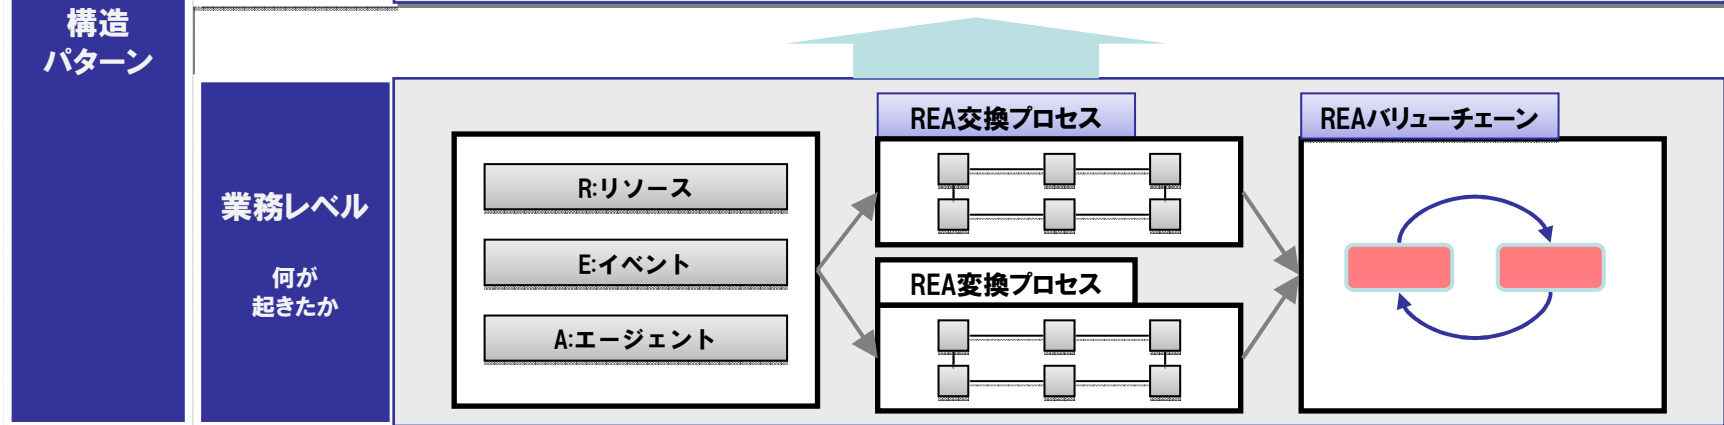 構造
パターン
業務レベル
何が
起きたか
R:リソース
E:イベント
A:エージェント
REA交換プロセス
REA変換プロセス
REAバリューチェーン